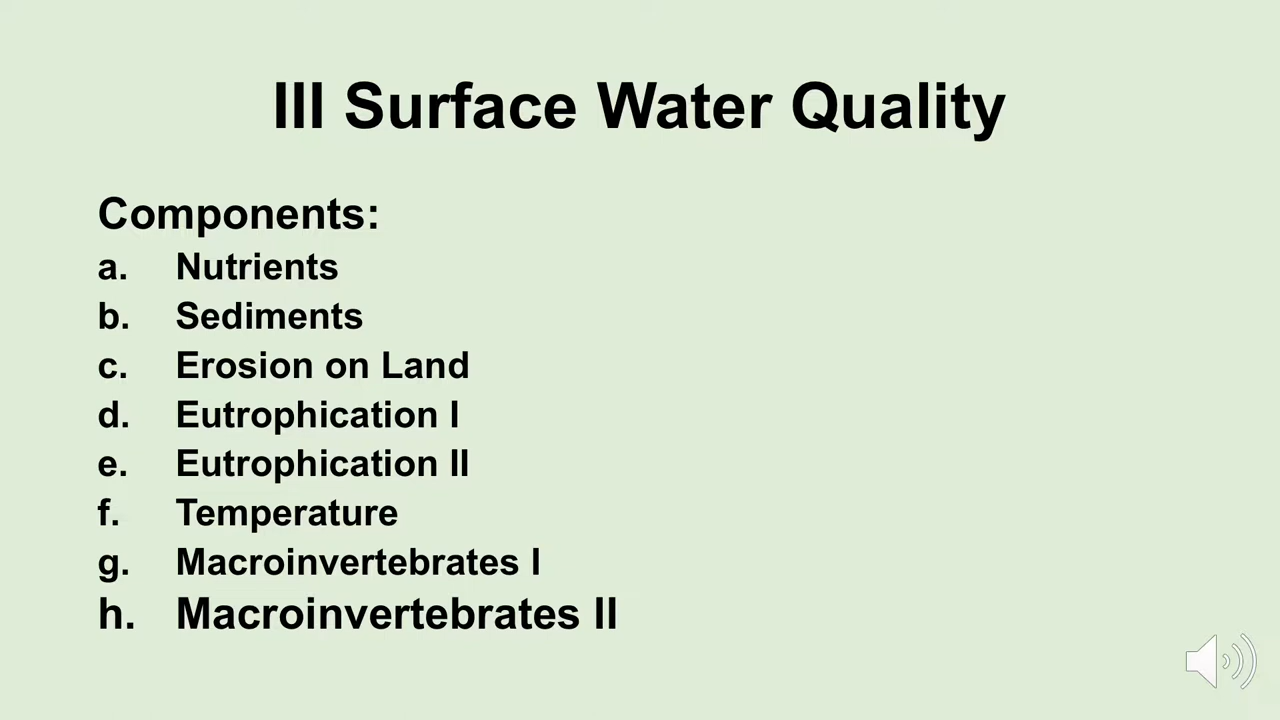 III Surface Water Quality
Components:
a. Nutrients
b. Sediments
c. Erosion on Land
d. Eutrophication I
e. Eutrophication II
f. Temperature
g. Macroinvertebrates I
h. Macroinvertebrates II